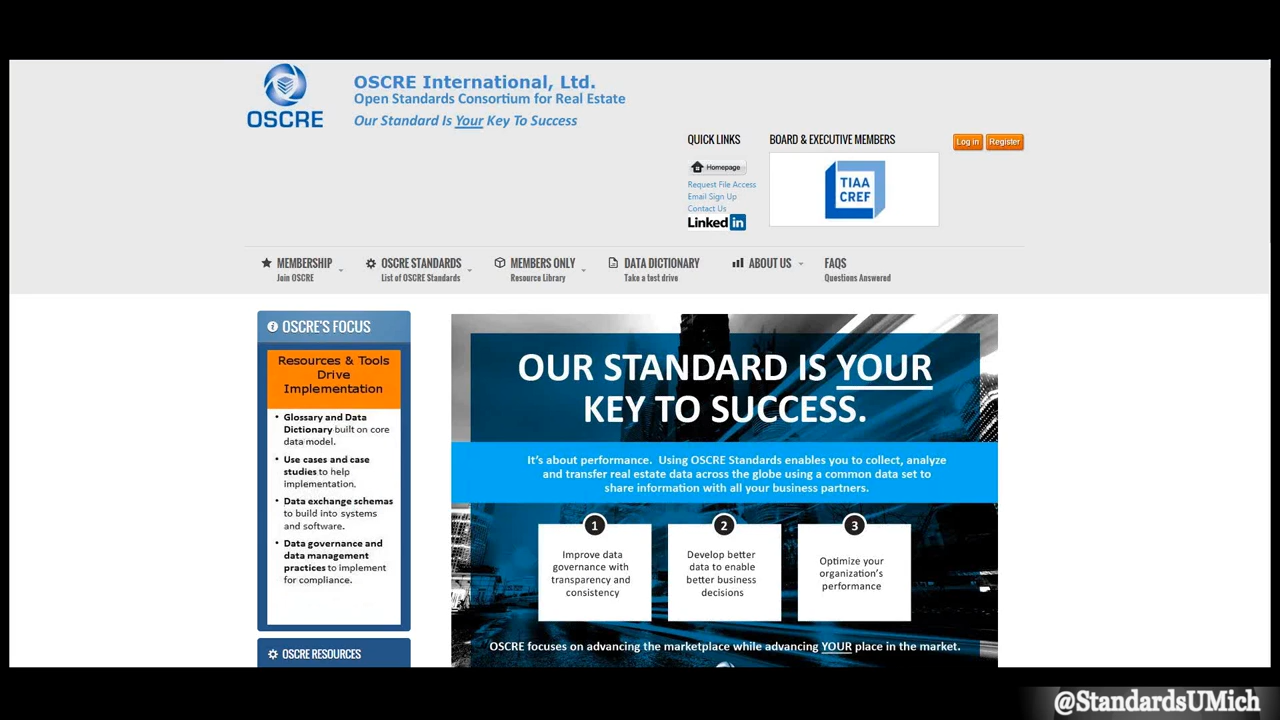 OSCRE
OSCRE International, Ltd.
Open Standards Consortium for Real Estate
Our Standard Is Your Key To Success
QUICK LINKS
Homepage
Request File Access
Email Sign Up
Contact Us
Linked in
BOARD & EXECUTIVE MEMBERS
TIAA
CREF
Log in
Register
MEMBERSHIP
Join OSCRE
OSCRE STANDARDS
List of OSCRE Standards
MEMBERS ONLY
Resource Library
DATA DICTIONARY
Take a test drive
ABOUT US
FAQS
Questions Answered
OSCRE'S FOCUS
Resources & Tools
Drive
Implementation
• Glossary and Data
Dictionary built on core
data model.
• Use cases and case
studies to help
implementation.
• Data exchange schemas
to build into systems
and software.
• Data governance and
data management
practices to implement
for compliance.
OSCRE RESOURCES
OUR STANDARD IS YOUR
KEY TO SUCCESS.
It's about performance. Using OSCRE Standards enables you to collect, analyze
and transfer real estate data across the globe using a common data set to
share information with all your business partners.
1
Improve data
governance with
transparency and
consistency
2
Develop better
data to enable
better business
decisions
3
Optimize your
organization's
performance
OSCRE focuses on advancing the marketplace while advancing YOUR place in the market.
@StandardsUMich